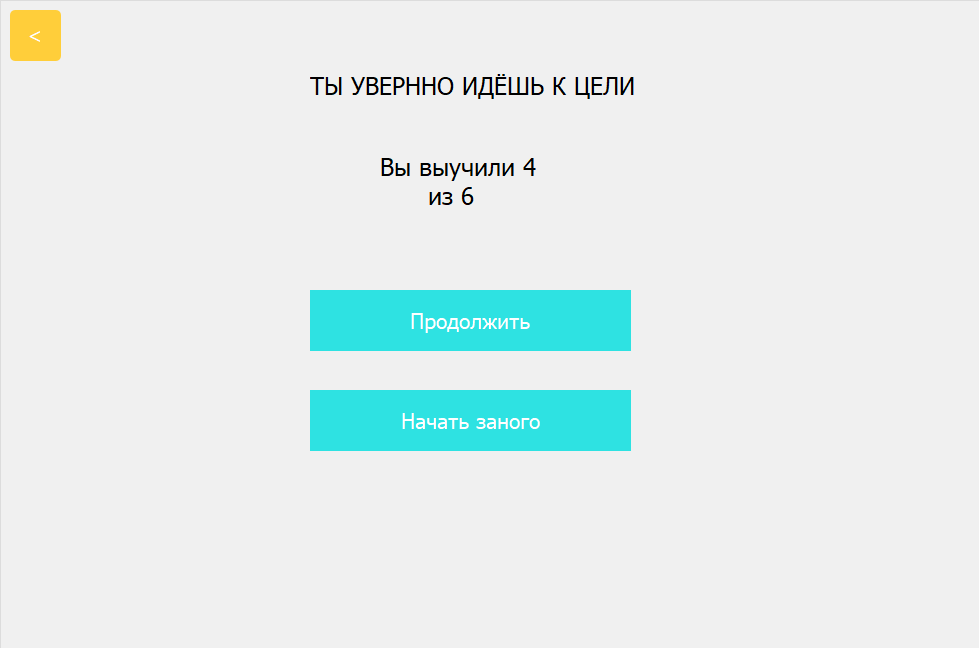 <
ТЫ УВЕРННО ИДЁШЬ К ЦЕЛИ
Вы выучили 4
из 6
Продолжить
Начать заного